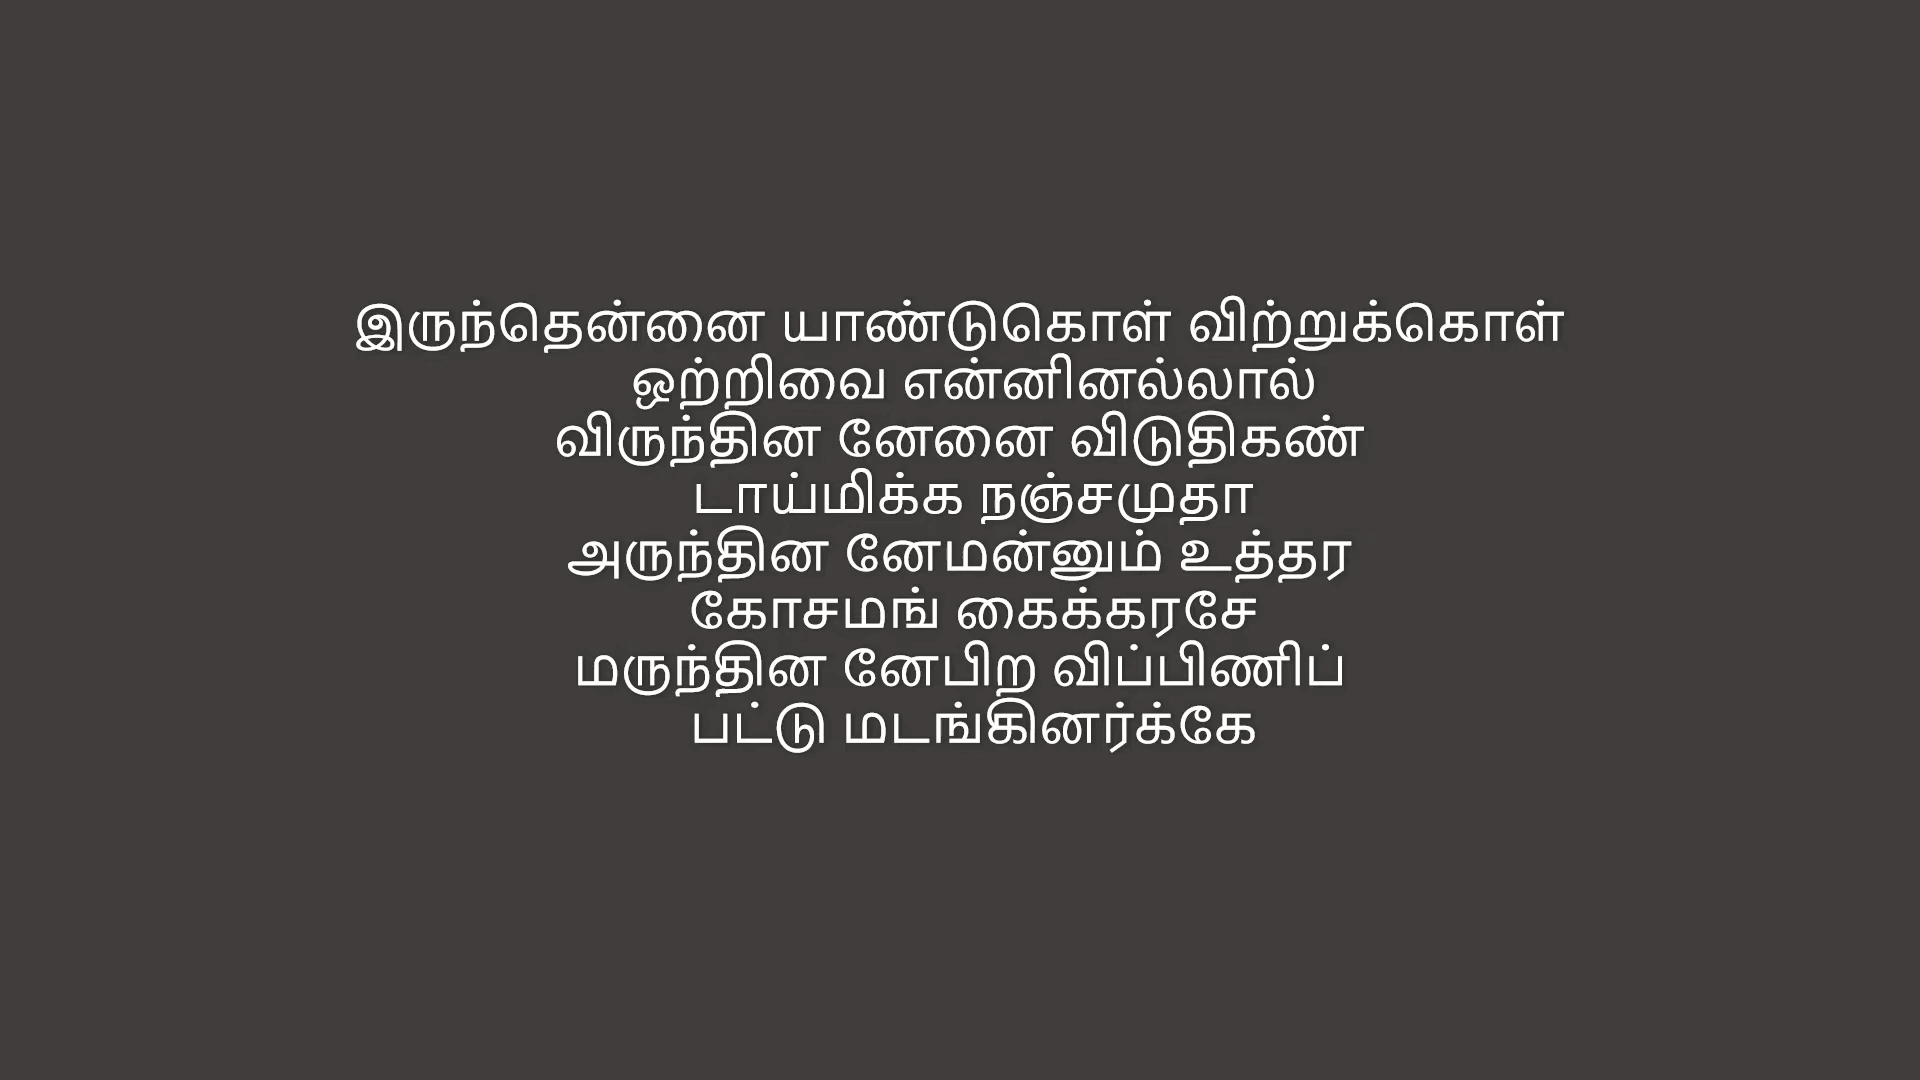 இருந்தென்னை யாண்டுகொள் விற்றுக்கொள்
ஒற்றிவை என்னினல்லால்
விருந்தின னேனை விடுதிகண்
டாய்மிக்க நஞ்சமுதா
அருந்தின னேமன்னும் உத்தர
கோசமங் கைக்கரசே
மருந்தின னேபிற விப்பிணிப்
பட்டு மடங்கினர்க்கே